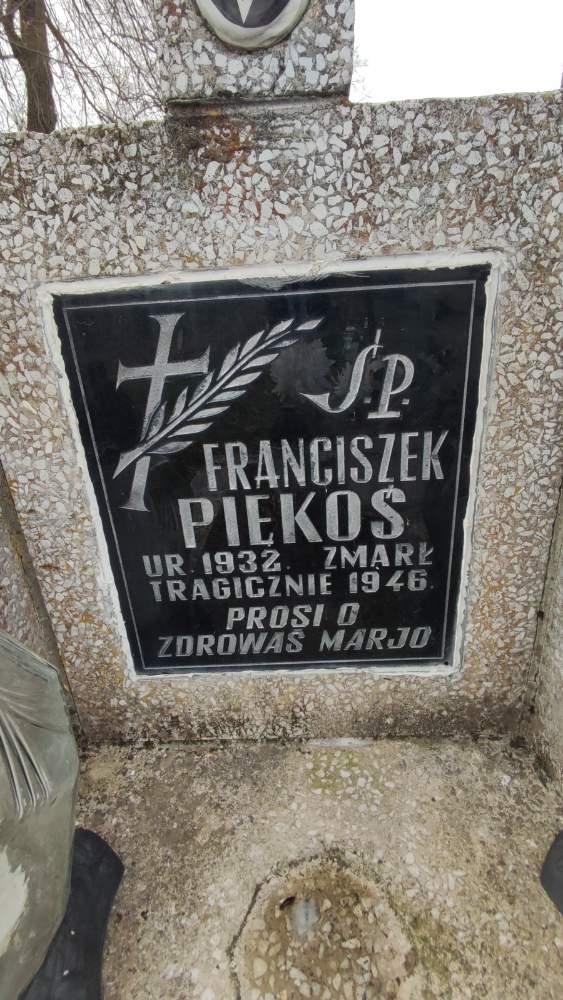 Ś.P.
FRANCISZEK
PIĘKOŚ
UR. 1932. ZMARŁ
TRAGICZNIE 1946.
PROSI O
ZDROWAŚ MARJO